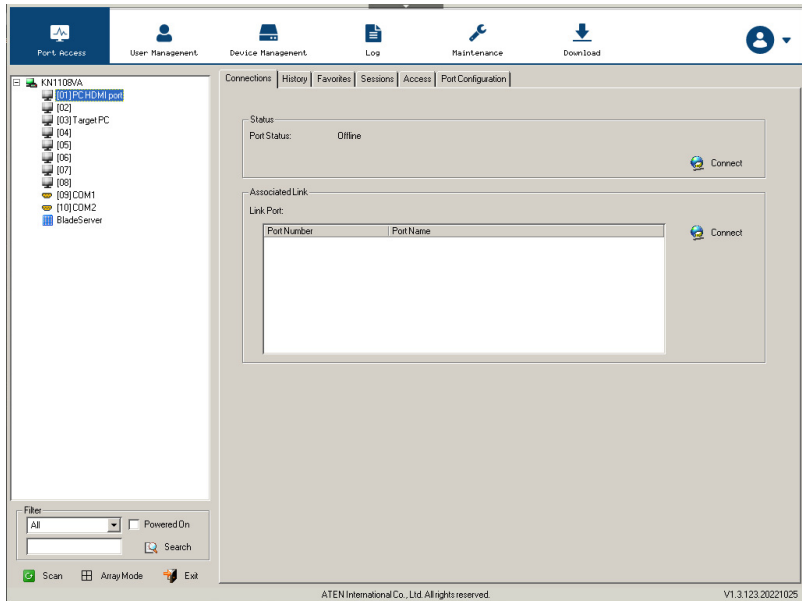 Port Access
User Management
Device Management
Log
Maintenance
Download
KN1108VA
[01]PC HDMI port
[02]
[03]Target PC
[04]
[05]
[06]
[07]
[08]
[09]COM1
[10]COM2
BladeServer
Connections History Favorites Sessions Access Port Configuration
Status
Port Status: Offline
Connect
Associated Link
Link Port:
Port Number Port Name
Connect
Filter
All Powered On
Search
Scan Array Mode Exit
ATEN International Co., Ltd. All rights reserved.
V1.3.123.20221025